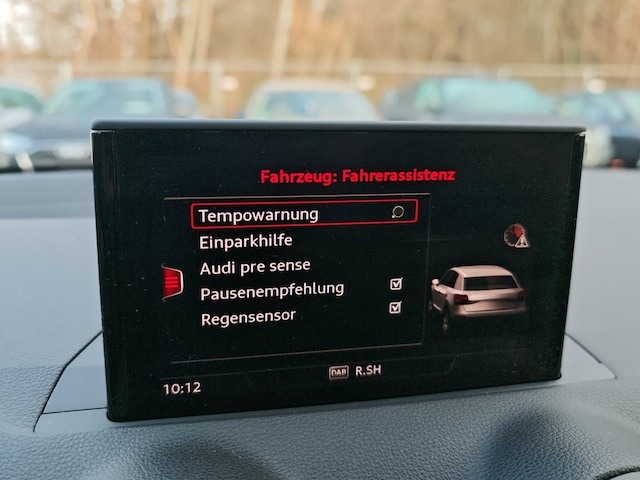 Fahrzeug: Fahrerassistenz
Tempowarnung
Einparkhilfe
Audi pre sense
Pausenempfehlung
Regensensor
DAB R.SH
10:12